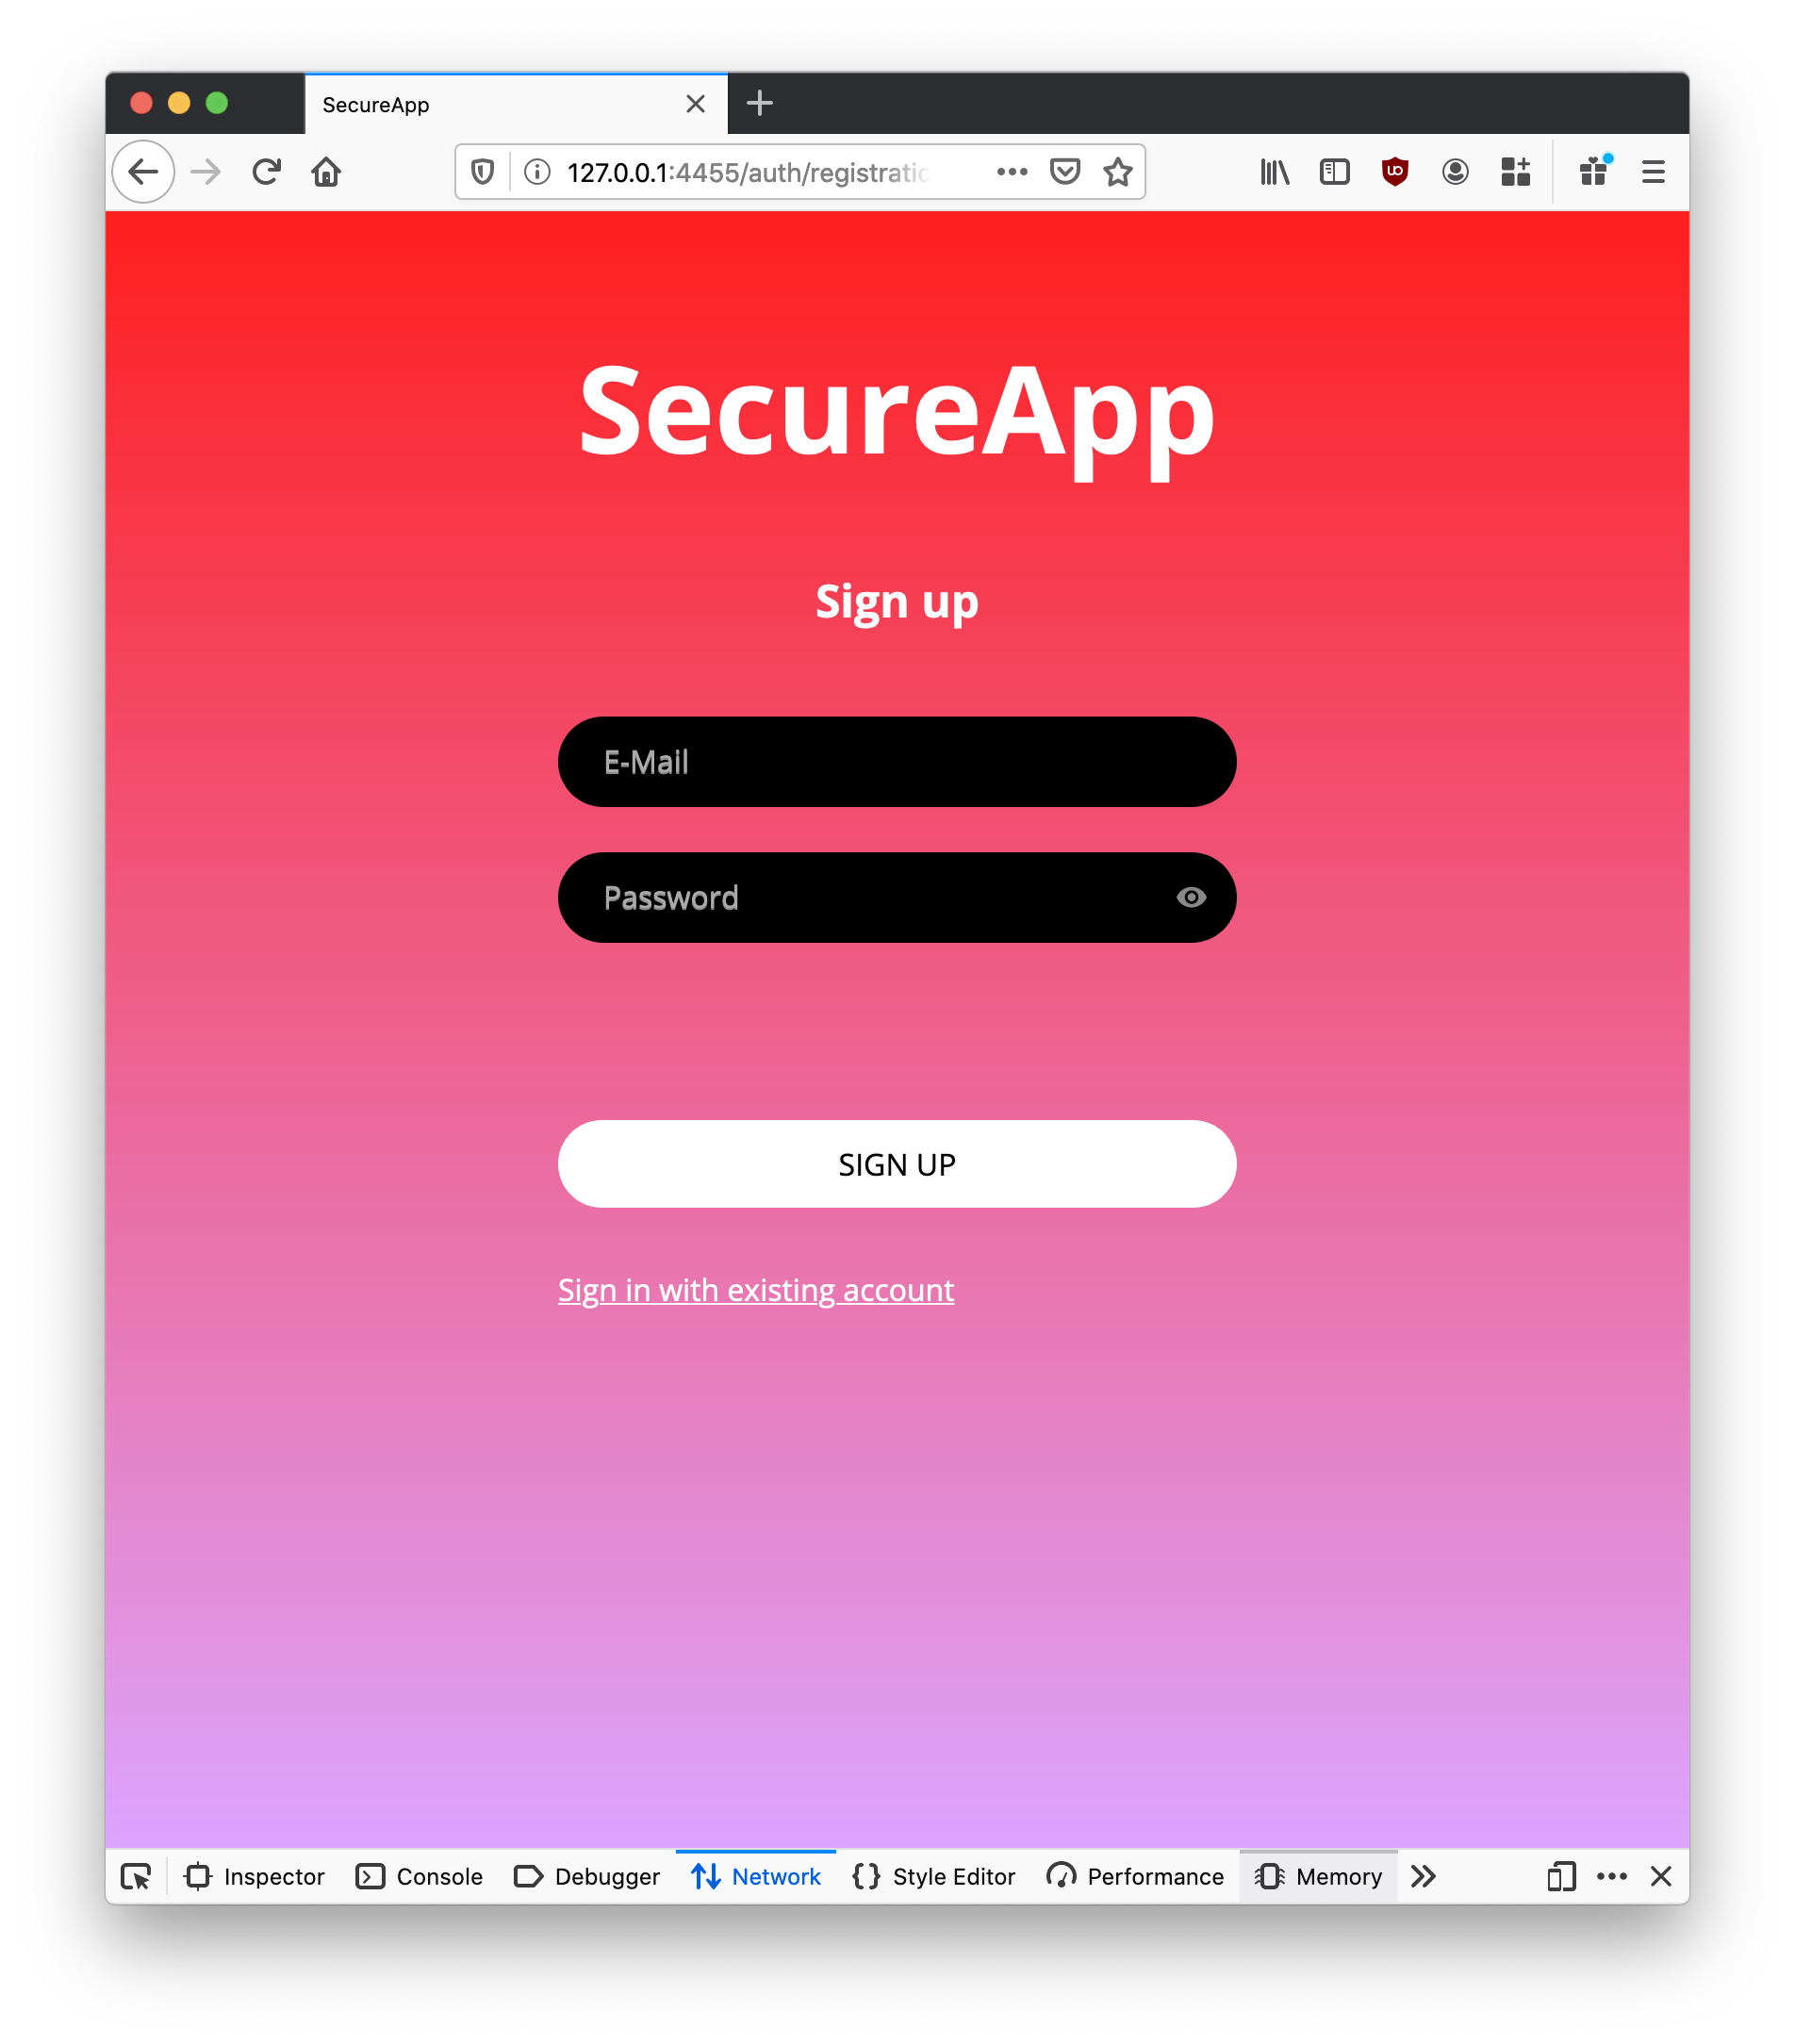 SecureApp
127.0.0.1:4455/auth/registratio
SecureApp
Sign up
E-Mail
Password
SIGN UP
Sign in with existing account
Inspector Console Debugger Network Style Editor Performance Memory